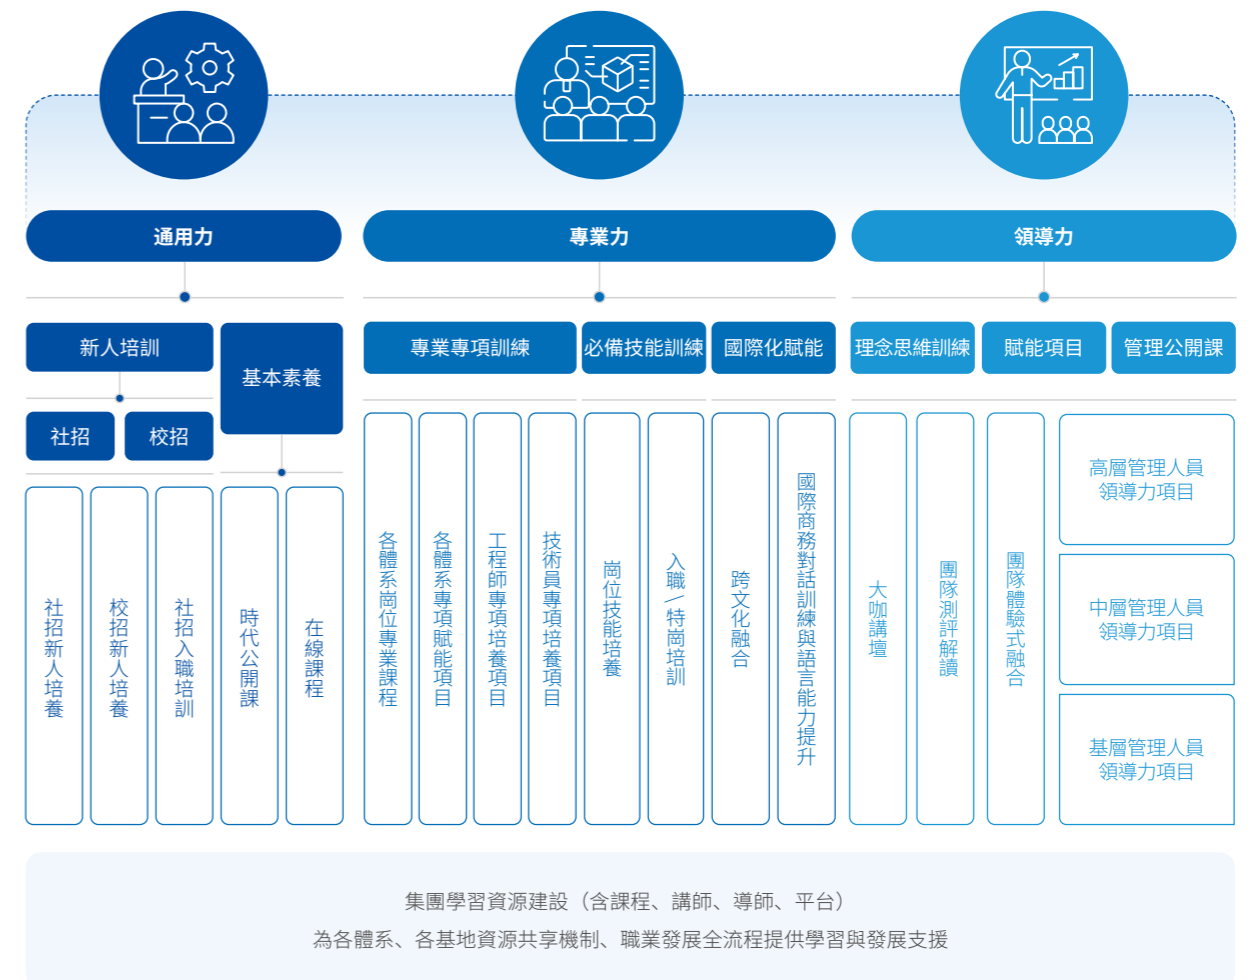 通用力
專業力
領導力
新人培訓
基本素養
專業專項訓練
必備技能訓練
國際化賦能
理念思維訓練
賦能項目
管理公開課
社招
校招
社招新人培養
校招新人培養
社招入職培訓
時代公開課
在線課程
各體系崗位專業課程
各體系專項賦能項目
工程師專項培養項目
技術員專項培養項目
崗位技能培養
入職/特崗培訓
跨文化融合
國際商務對話訓練與語言能力提升
大咖講壇
團隊測評解讀
團隊體驗式融合
高層管理人員
領導力項目
中層管理人員
領導力項目
基層管理人員
領導力項目
集團學習資源建設（含課程、講師、導師、平台）
為各體系、各基地資源共享機制、職業發展全流程提供學習與發展支援